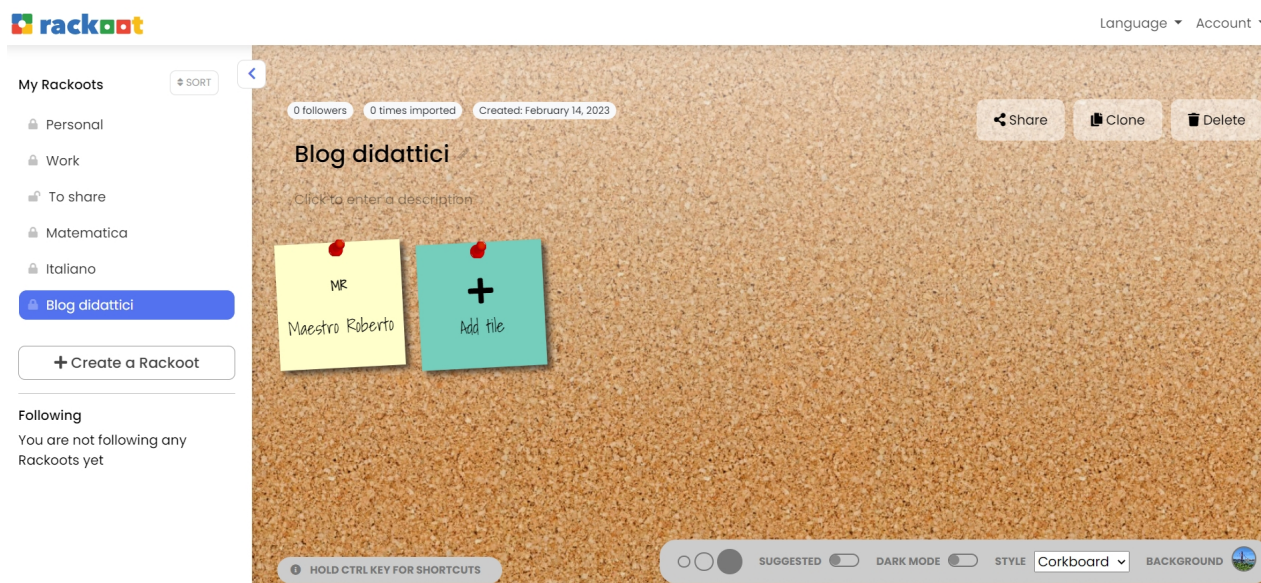 rackoot
Language Account
My Rackoots
SORT
Personal
Work
To share
Matematica
Italiano
Blog didattici
Create a Rackoot
Following
You are not following any
Rackoots yet
0 followers 0 times imported Created: February 14, 2023
Share Clone Delete
Blog didattici
Click to enter a description
MR
Maestro Roberto
Add tile
HOLD CTRL KEY FOR SHORTCUTS
SUGGESTED DARK MODE STYLE Corkboard BACKGROUND